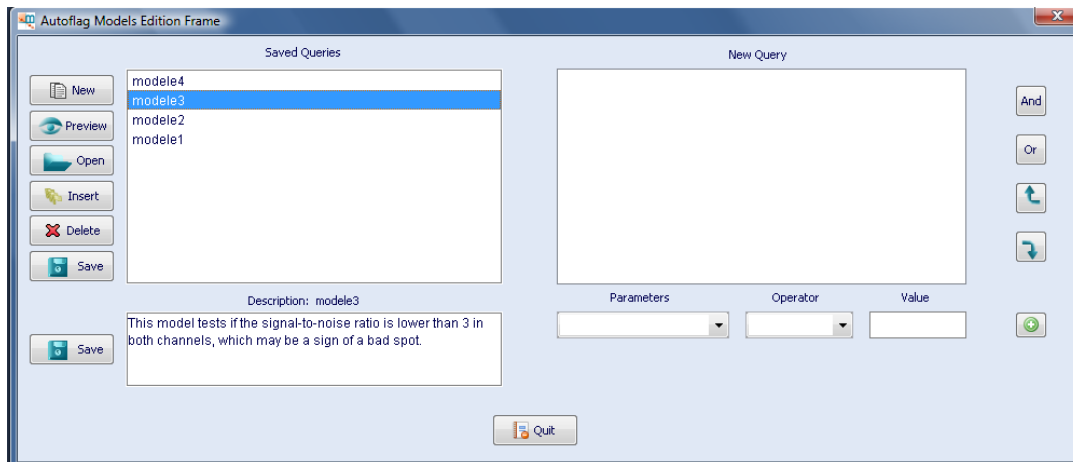 Autoflag Models Edition Frame
Saved Queries
New Query
New
Preview
Open
Insert
Delete
Save
modele4
modele3
modele2
modele1
And
Or
Description: modele3
This model tests if the signal-to-noise ratio is lower than 3 in
both channels, which may be a sign of a bad spot.
Save
Parameters
Operator
Value
Quit